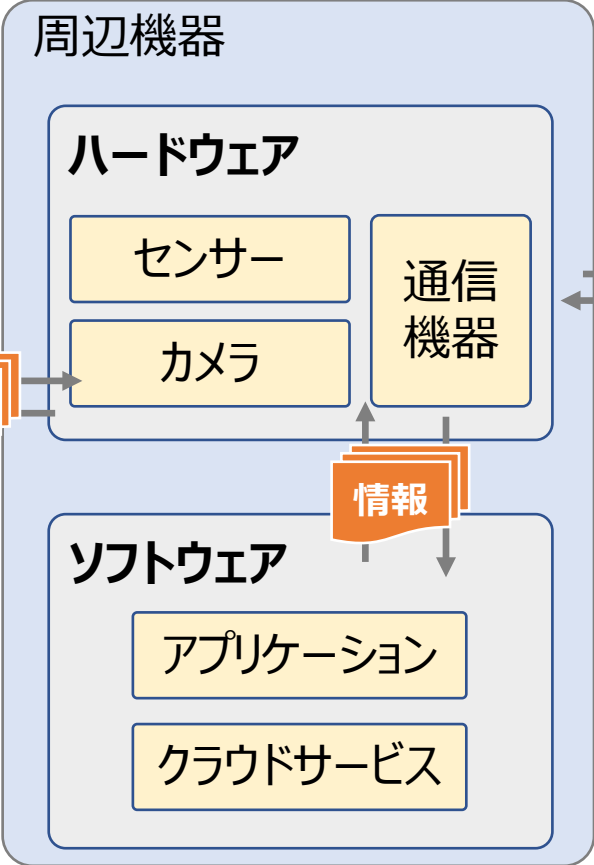 周辺機器
ハードウェア
センサー
カメラ
通信
機器
情報
ソフトウェア
アプリケーション
クラウドサービス